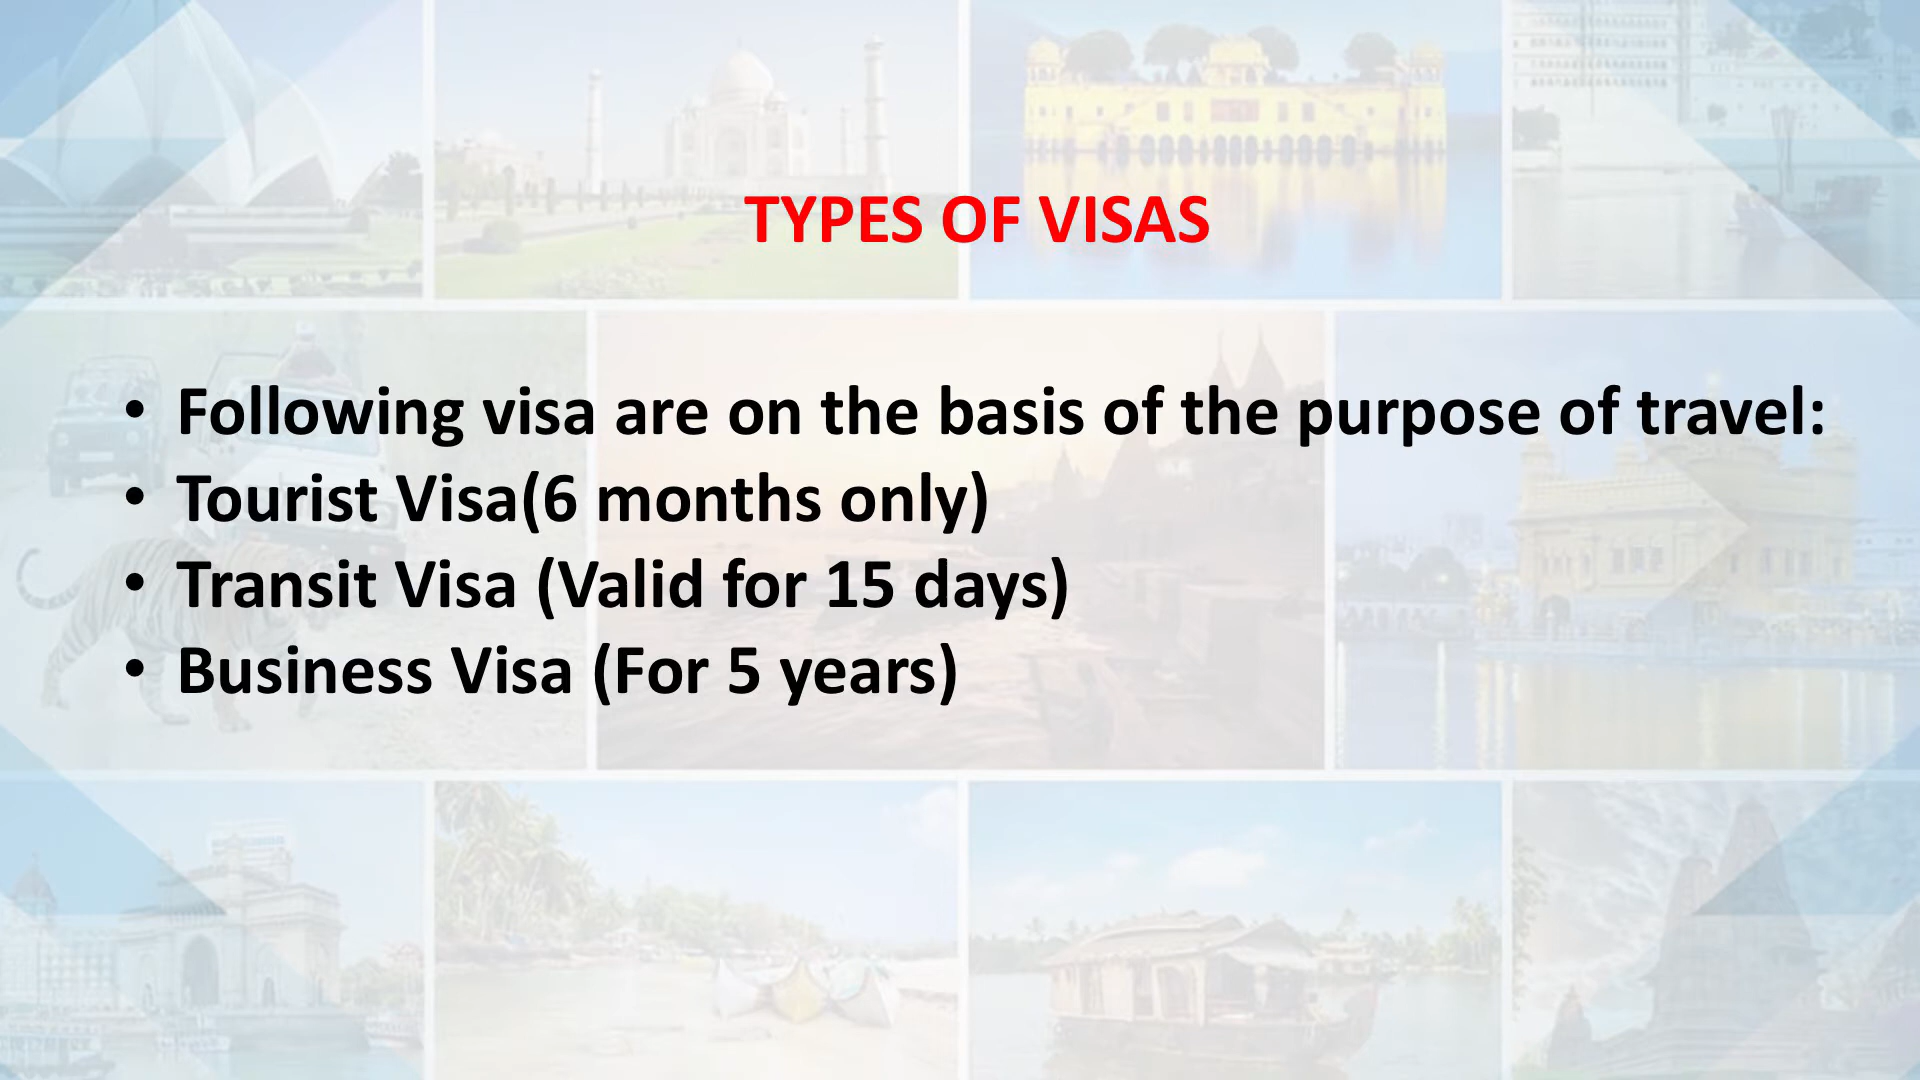 TYPES OF VISAS
• Following visa are on the basis of the purpose of travel:
• Tourist Visa(6 months only)
• Transit Visa (Valid for 15 days)
• Business Visa (For 5 years)